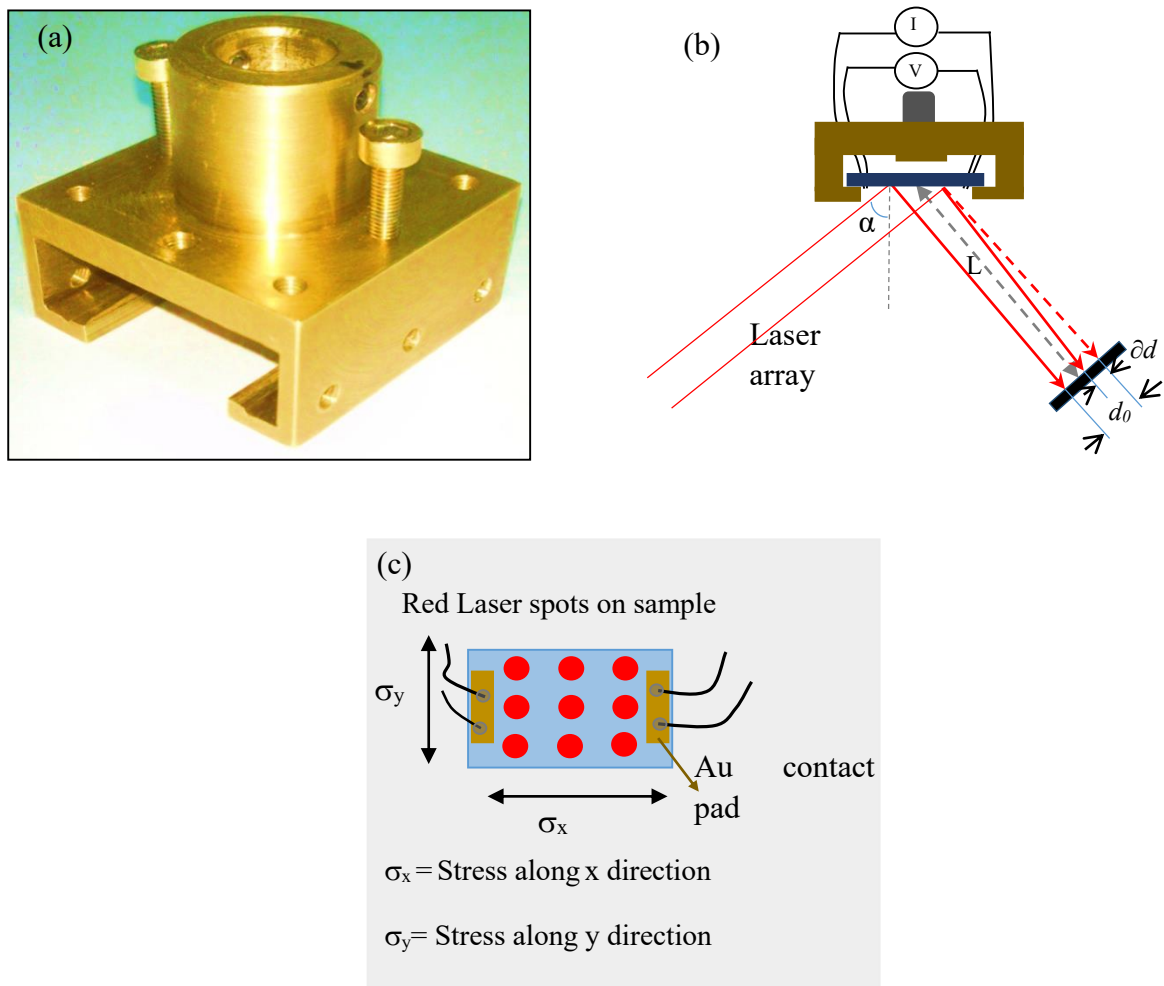 (a)
(b)
I
V
α
L
Laser
array
∂d
d₀
(c)
Red Laser spots on sample
σy
Au contact
pad
σx
σx = Stress along x direction
σy= Stress along y direction